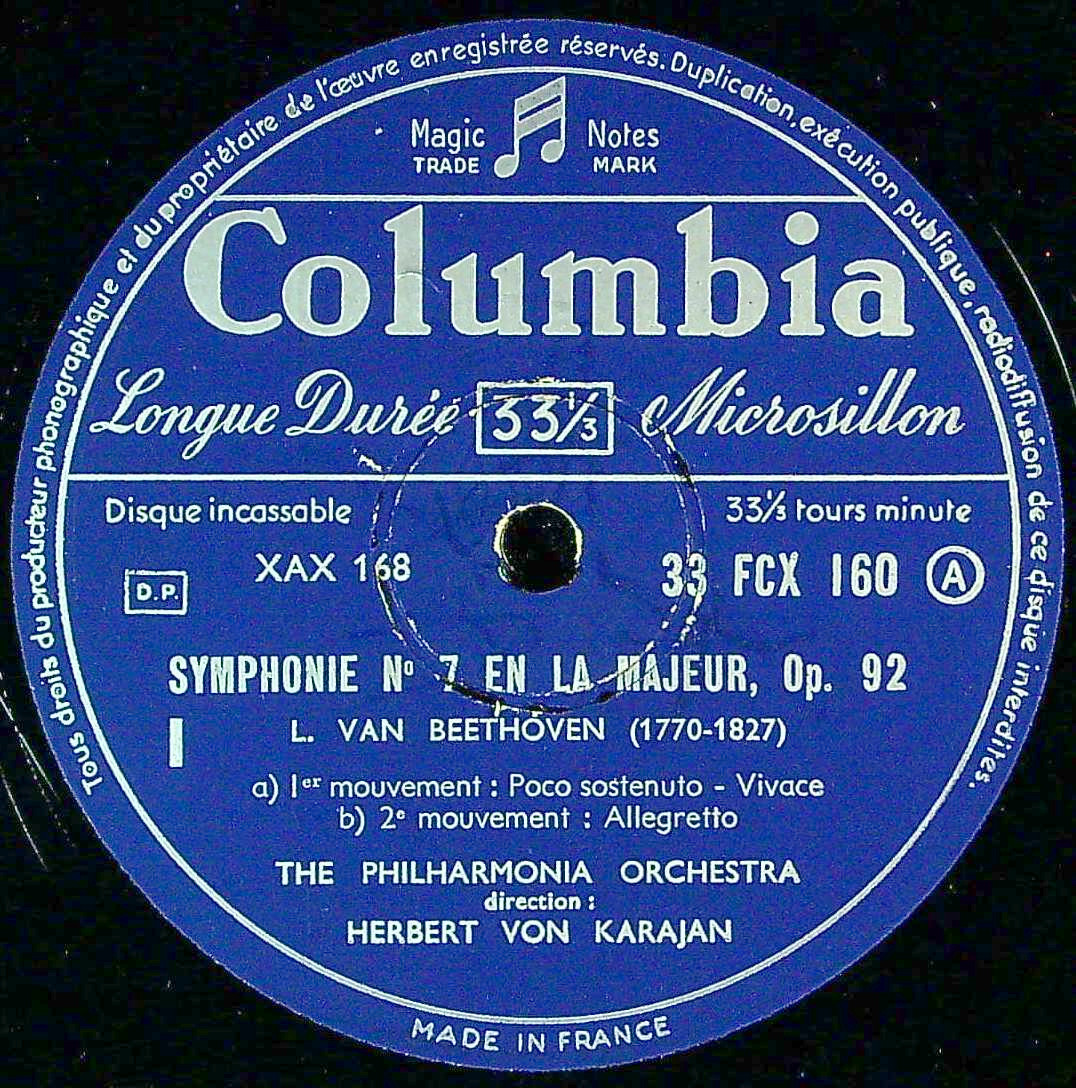 Tous droits du producteur phonographique et du propriétaire de l'œuvre enregistrée réservés. Duplication, exécution publique, radiodiffusion de ce disque interdites.
Magic Notes
TRADE MARK
Columbia
Longue Durée 33⅓ Microsillon
Disque incassable 33⅓ tours minute
D.P. XAX 168 33 FCX 160 A
SYMPHONIE Nº 7 EN LA MAJEUR, Op. 92
I L. VAN BEETHOVEN (1770-1827)
a) 1er mouvement : Poco sostenuto - Vivace
b) 2e mouvement : Allegretto
THE PHILHARMONIA ORCHESTRA
direction :
HERBERT VON KARAJAN
MADE IN FRANCE